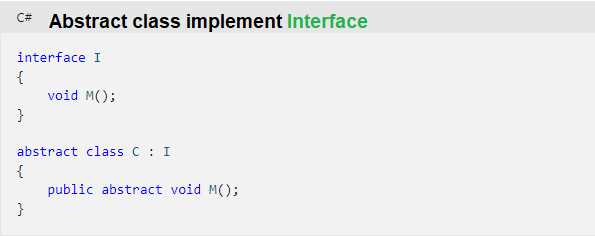 C# Abstract class implement Interface
interface I
{
    void M();
}
abstract class C : I
{
    public abstract void M();
}